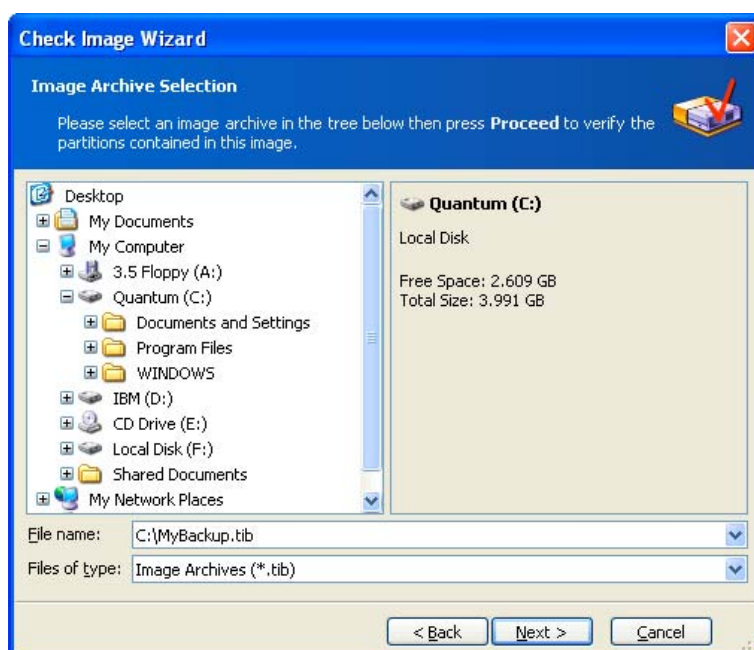 Check Image Wizard
Image Archive Selection
Please select an image archive in the tree below then press Proceed to verify the
partitions contained in this image.
Desktop
My Documents
My Computer
3.5 Floppy (A:)
Quantum (C:)
Documents and Settings
Program Files
WINDOWS
IBM (D:)
CD Drive (E:)
Local Disk (F:)
Shared Documents
My Network Places
Quantum (C:)
Local Disk
Free Space: 2.609 GB
Total Size: 3.991 GB
File name: C:\MyBackup.tib
Files of type: Image Archives (*.tib)
< Back Next > Cancel